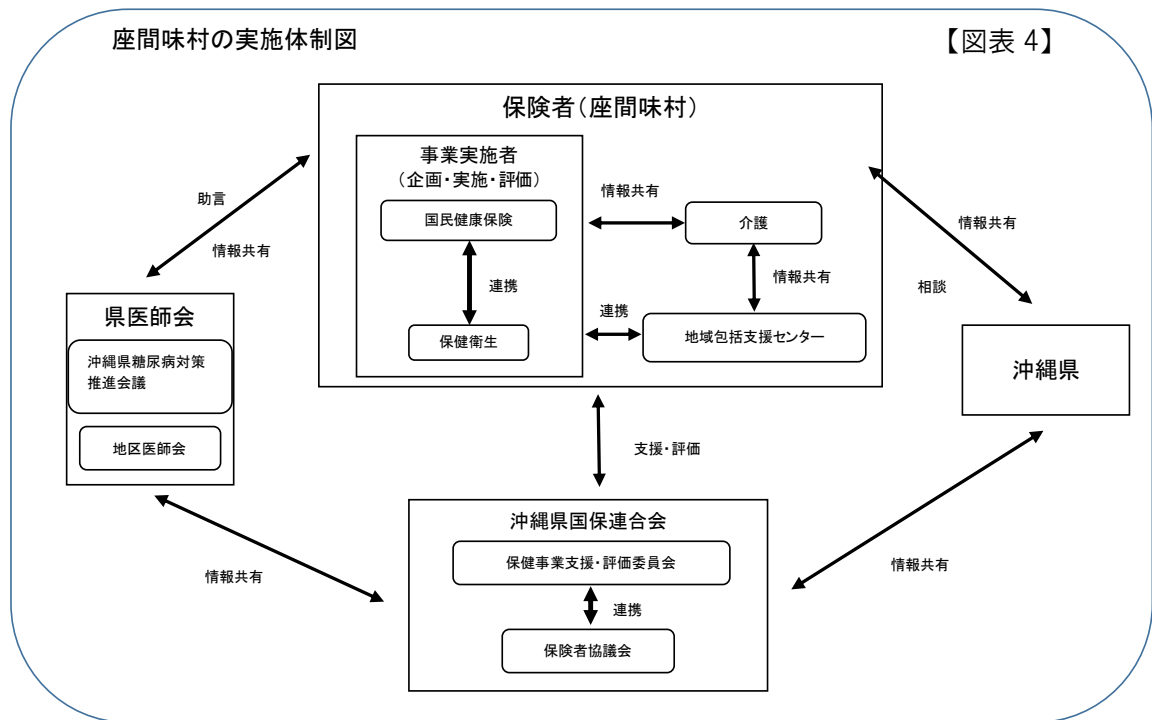 座間味村の実施体制図
【図表 4】
保険者(座間味村)
事業実施者
(企画・実施・評価)
国民健康保険
連携
保健衛生
情報共有
介護
情報共有
連携
地域包括支援センター
助言
情報共有
情報共有
相談
県医師会
沖縄県糖尿病対策
推進会議
地区医師会
沖縄県
支援・評価
沖縄県国保連合会
保健事業支援・評価委員会
連携
保険者協議会
情報共有
情報共有